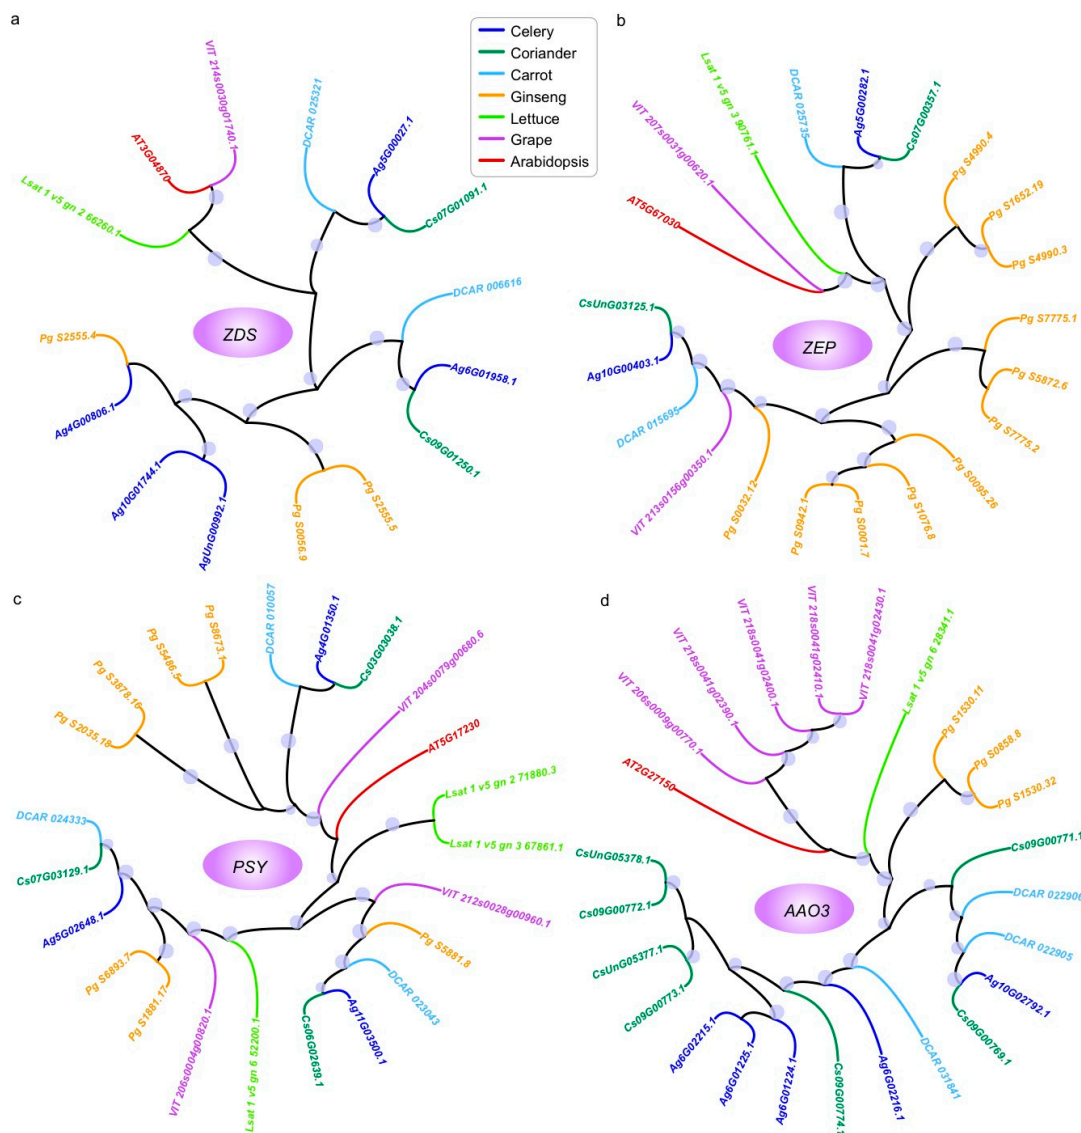 a
VIT 214s0030g01740.1
AT3G04870
Lsat 1 v5 gn 2 66260.1
DCAR 025321
Ag5G00027.1
Cs07G01091.1
DCAR 006616
Ag6G01958.1
Cs09G01250.1
Pg S2555.5
Pg S0056.9
AgUnG00992.1
Ag10G01744.1
Ag4G00806.1
Pg S2555.4
ZDS
Celery
Coriander
Carrot
Ginseng
Lettuce
Grape
Arabidopsis
b
Lsat 1 v5 gn 3 90761.1
VIT 207s0031g00620.1
AT5G67030
DCAR 025735
Ag5G00282.1
Cs07G00357.1
Pg S4990.4
Pg S1652.19
Pg S4990.3
Pg S7775.1
Pg S5872.6
Pg S7775.2
Pg S0095.26
Pg S1076.8
Pg S0001.7
Pg S0942.1
Pg S0032.12
VIT 213s0156g00350.1
DCAR 015695
Ag10G00403.1
CsUnG03125.1
ZEP
c
Pg S2035.18
Pg S3878.16
Pg S5486.5
Pg S8673.1
DCAR 010057
Ag4G01350.1
Cs03G03038.1
VIT 204s0079g00680.6
AT5G17230
Lsat 1 v5 gn 2 71880.3
Lsat 1 v5 gn 3 67861.1
VIT 212s0028g00960.1
Pg S5881.8
DCAR 023043
Ag11G03500.1
Cs06G02639.1
Lsat 1 v5 gn 6 52200.1
VIT 206s0004g00820.1
Pg S1881.17
Pg S6893.7
Ag5G02648.1
Cs07G03129.1
DCAR 024333
PSY
d
AT2G27150
VIT 206s0009g00770.1
VIT 218s0041g02390.1
VIT 218s0041g02400.1
VIT 218s0041g02410.1
VIT 218s0041g02430.1
Lsat 1 v5 gn 6 28341.1
Pg S1530.11
Pg S0858.8
Pg S1530.32
Cs09G00771.1
DCAR 022906
DCAR 022905
Ag10G02792.1
Cs09G00769.1
DCAR 031841
Ag6G02216.1
Cs09G00774.1
Ag6G01224.1
Ag6G01225.1
Ag6G02215.1
Cs09G00773.1
CsUnG05377.1
Cs09G00772.1
CsUnG05378.1
AAO3